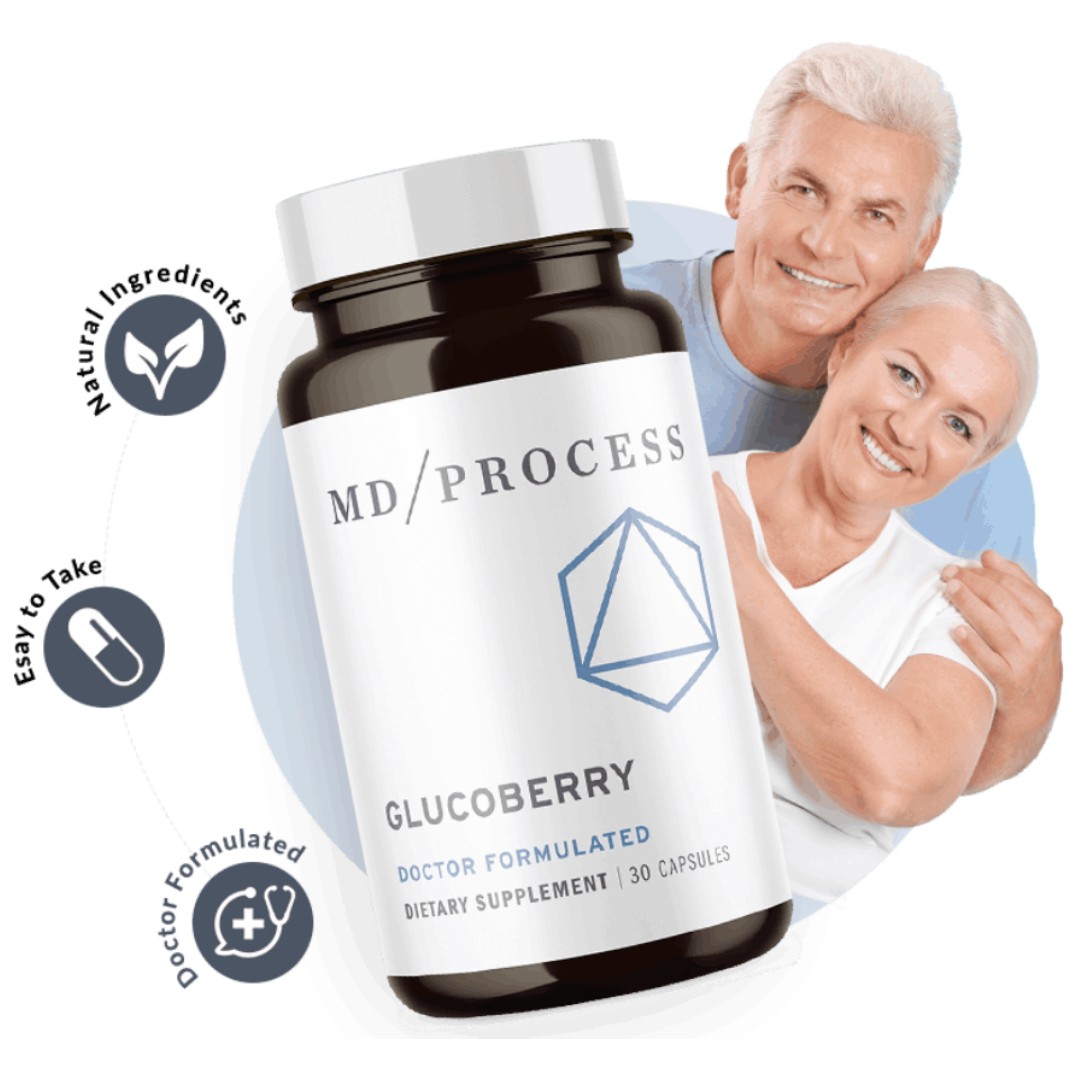 Natural Ingredients
Esay to Take
Doctor Formulated
MD/PROCESS
GLUCOBERRY
DOCTOR FORMULATED
DIETARY SUPPLEMENT | 30 CAPSULES